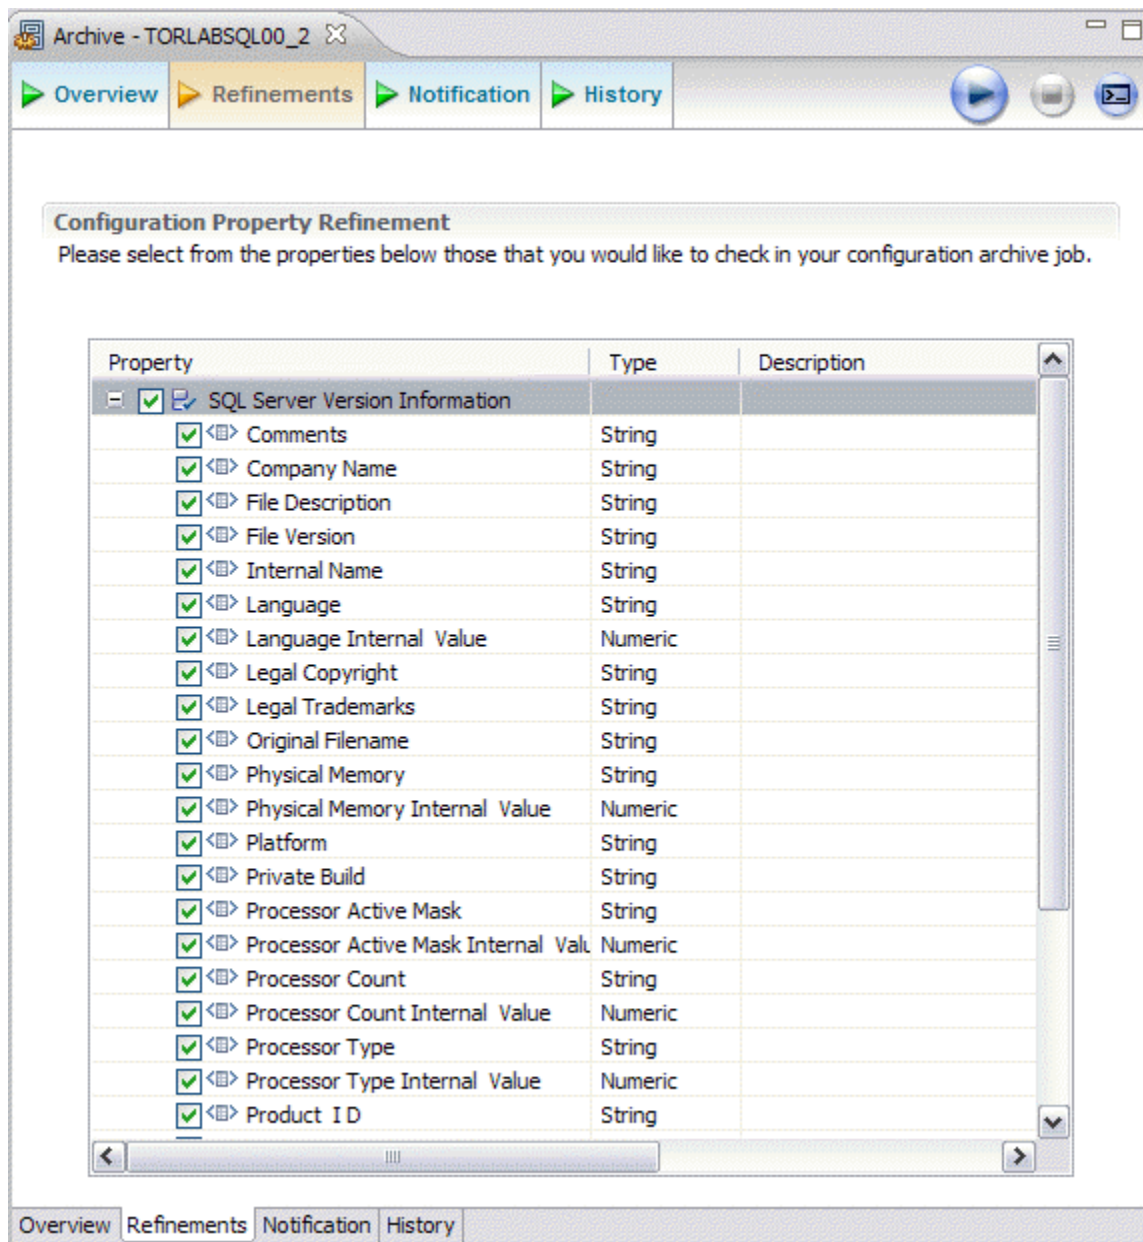 Archive - TORLABSQL00_2
Overview Refinements Notification History
Configuration Property Refinement
Please select from the properties below those that you would like to check in your configuration archive job.
Property Type Description
SQL Server Version Information
Comments String
Company Name String
File Description String
File Version String
Internal Name String
Language String
Language Internal Value Numeric
Legal Copyright String
Legal Trademarks String
Original Filename String
Physical Memory String
Physical Memory Internal Value Numeric
Platform String
Private Build String
Processor Active Mask String
Processor Active Mask Internal Valu Numeric
Processor Count String
Processor Count Internal Value Numeric
Processor Type String
Processor Type Internal Value Numeric
Product I D String
Overview Refinements Notification History